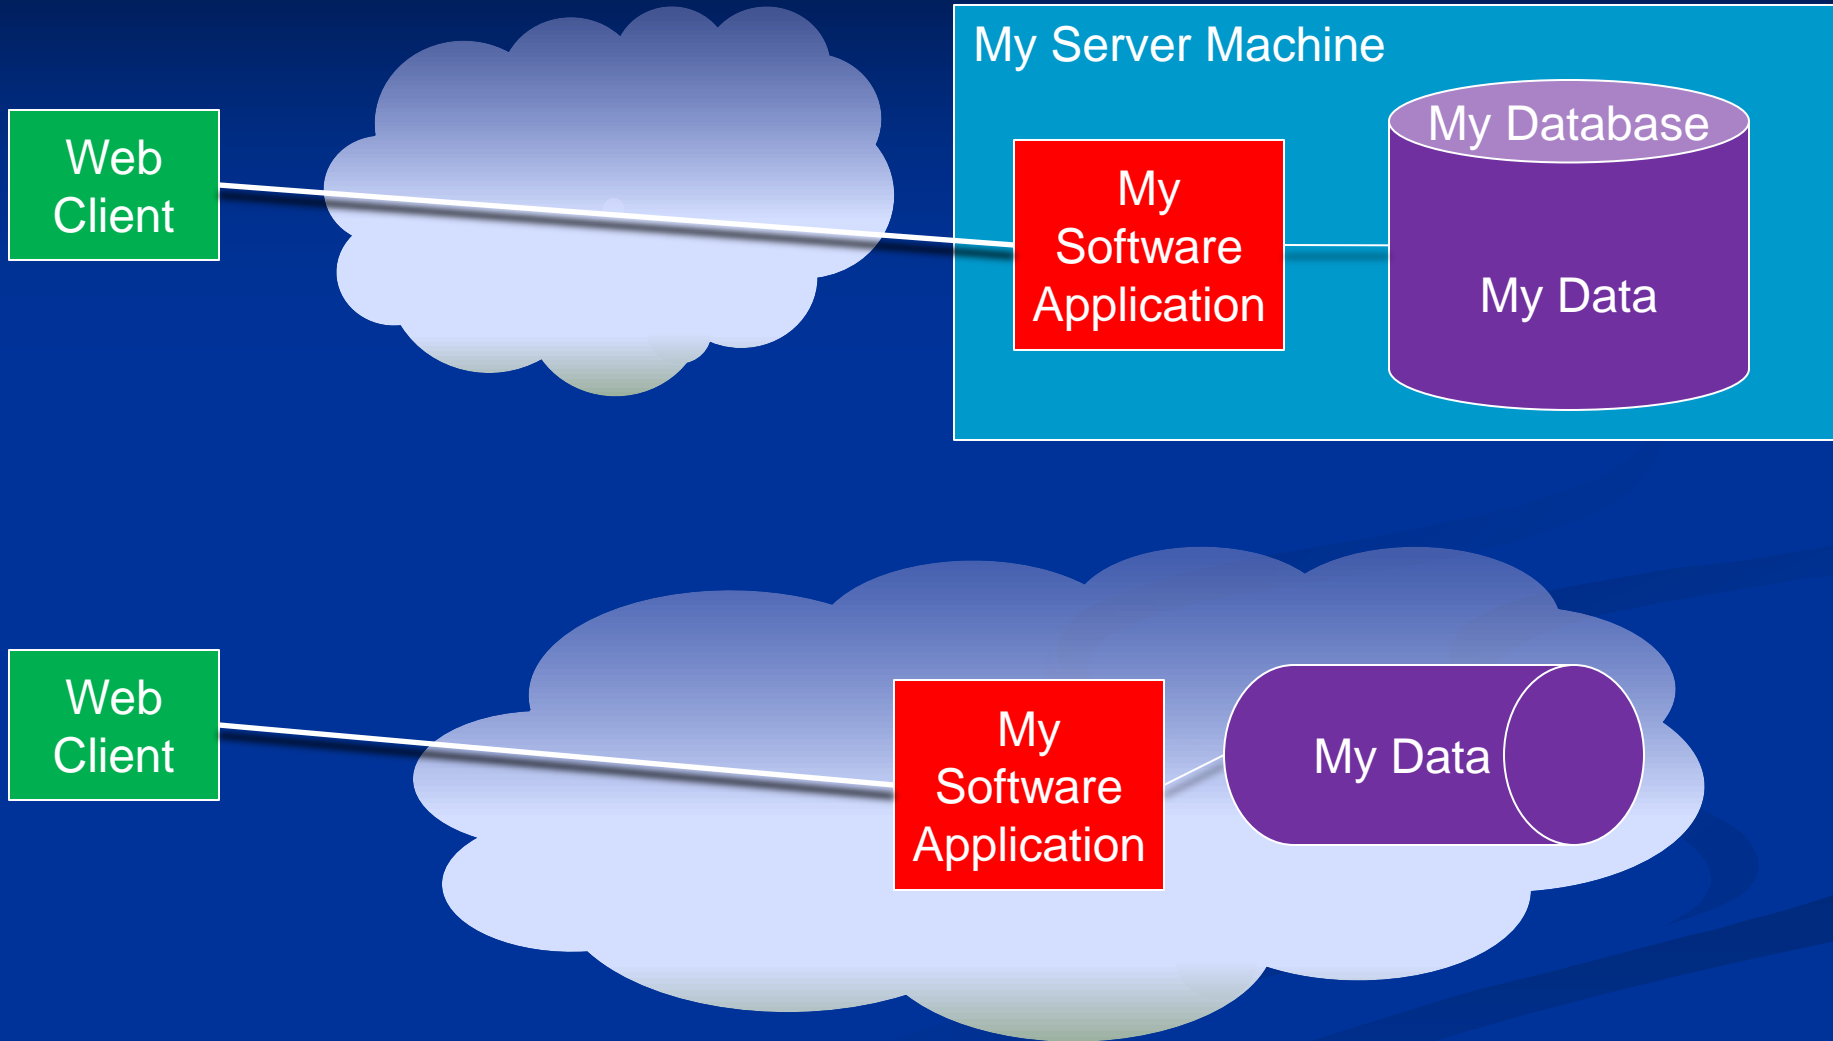 My Server Machine
Web
Client
My
Software
Application
My Database
My Data
Web
Client
My
Software
Application
My Data